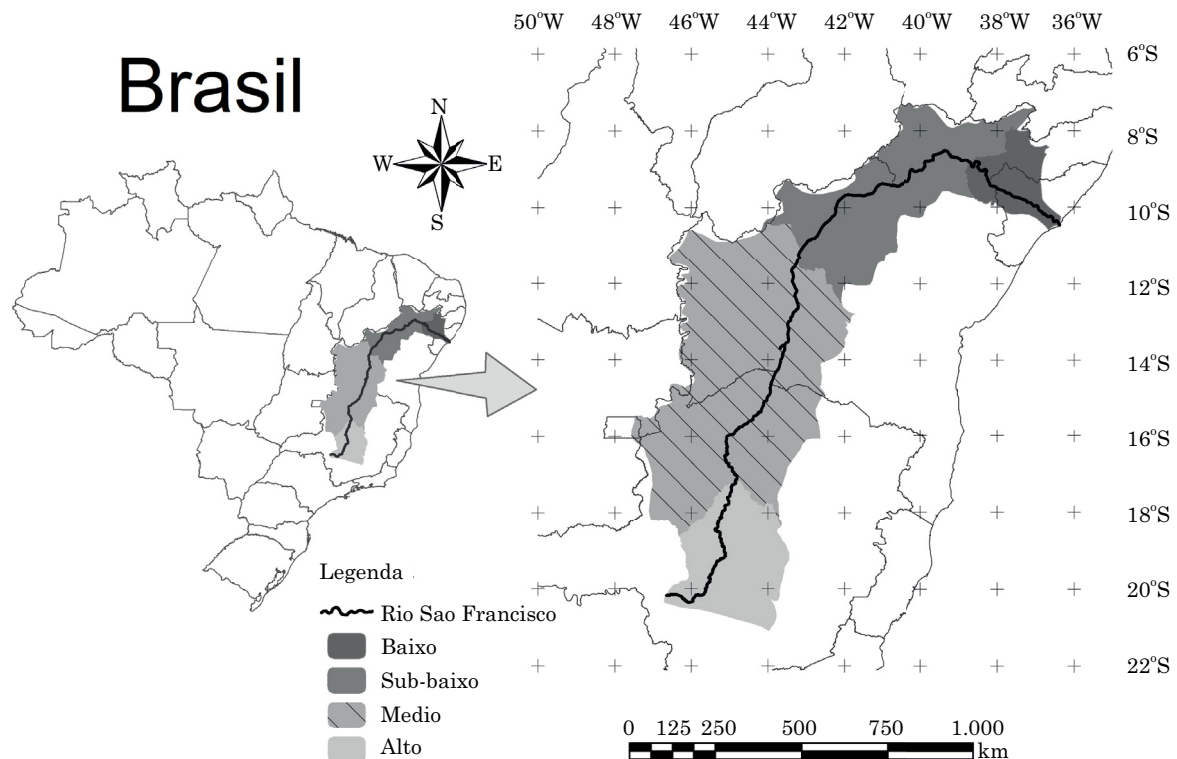 50°W 48°W 46°W 44°W 42°W 40°W 38°W 36°W
Brasil
N
W E
S
6°S
8°S
10°S
12°S
14°S
16°S
18°S
20°S
22°S
Legenda
Rio Sao Francisco
Baixo
Sub-baixo
Medio
Alto
0 125 250 500 750 1.000
km